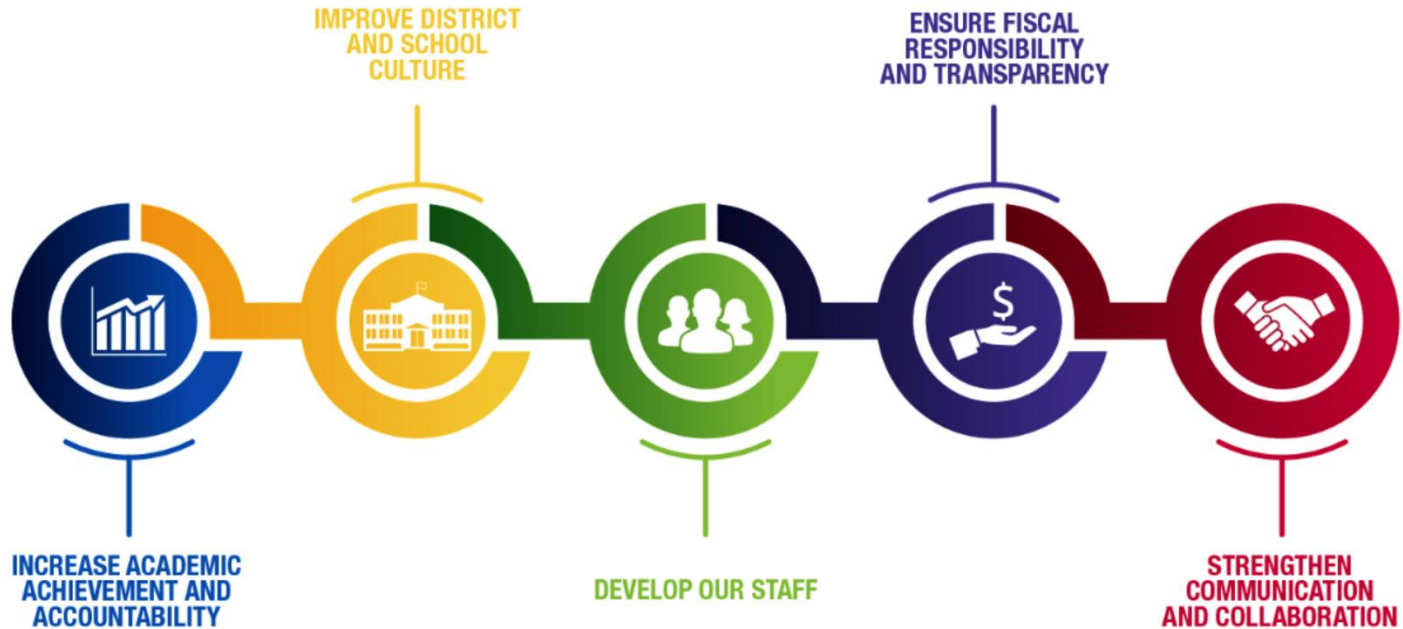 IMPROVE DISTRICT
AND SCHOOL
CULTURE
ENSURE FISCAL
RESPONSIBILITY
AND TRANSPARENCY
$
INCREASE ACADEMIC
ACHIEVEMENT AND
ACCOUNTABILITY
DEVELOP OUR STAFF
STRENGTHEN
COMMUNICATION
AND COLLABORATION